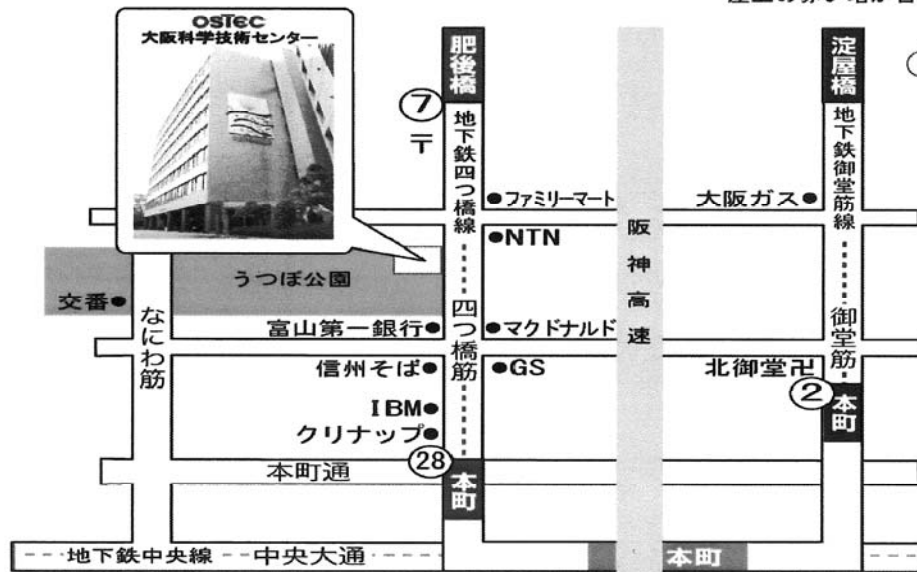 OSTEC
大阪科学技術センター
肥後橋
淀屋橋
⑦
〒
地下鉄四つ橋線
地下鉄御堂筋線
ファミリーマート
大阪ガス
NTN
阪神高速
うつぼ公園
交番
なにわ筋
四つ橋筋
御堂筋
富山第一銀行
マクドナルド
信州そば
GS
北御堂卍
②
本町
IBM
クリナップ
㉘
本町通
本町
地下鉄中央線
中央大通
本町